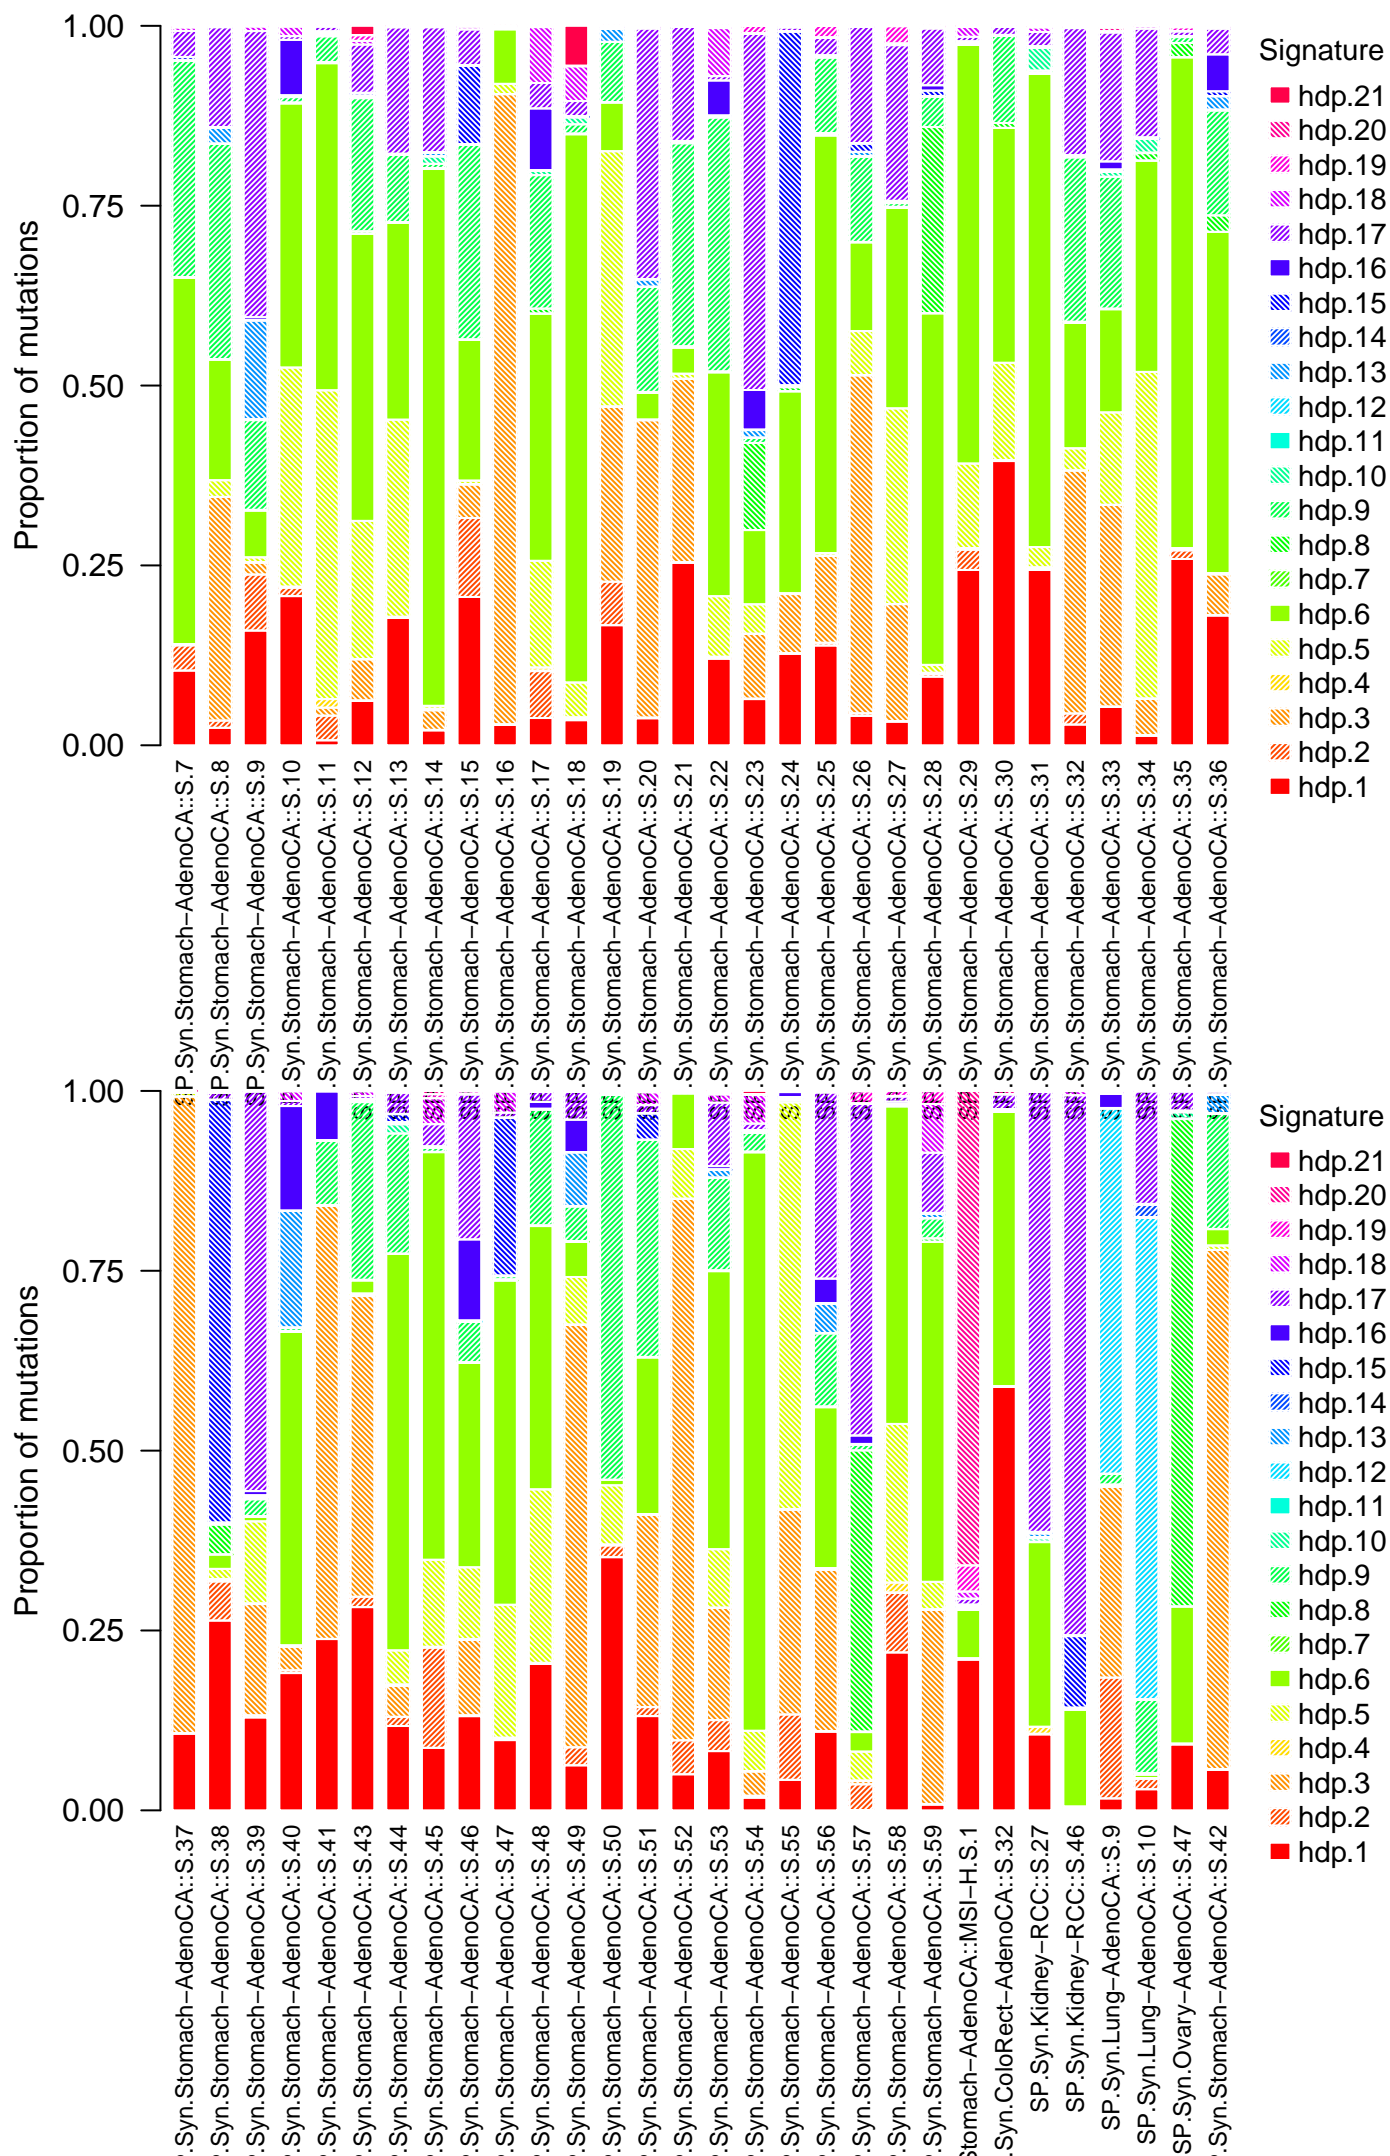 Proportion of mutations
1.00
0.75
0.50
0.25
0.00
P.Syn.Stomach−AdenoCA::S.7
P.Syn.Stomach−AdenoCA::S.8
SP.Syn.Stomach−AdenoCA::S.9
.Syn.Stomach−AdenoCA::S.10
.Syn.Stomach−AdenoCA::S.11
.Syn.Stomach−AdenoCA::S.12
.Syn.Stomach−AdenoCA::S.13
.Syn.Stomach−AdenoCA::S.14
.Syn.Stomach−AdenoCA::S.15
.Syn.Stomach−AdenoCA::S.16
.Syn.Stomach−AdenoCA::S.17
.Syn.Stomach−AdenoCA::S.18
.Syn.Stomach−AdenoCA::S.19
.Syn.Stomach−AdenoCA::S.20
.Syn.Stomach−AdenoCA::S.21
.Syn.Stomach−AdenoCA::S.22
.Syn.Stomach−AdenoCA::S.23
.Syn.Stomach−AdenoCA::S.24
.Syn.Stomach−AdenoCA::S.25
.Syn.Stomach−AdenoCA::S.26
.Syn.Stomach−AdenoCA::S.27
.Syn.Stomach−AdenoCA::S.28
.Syn.Stomach−AdenoCA::S.29
.Syn.Stomach−AdenoCA::S.30
.Syn.Stomach−AdenoCA::S.31
.Syn.Stomach−AdenoCA::S.32
.Syn.Stomach−AdenoCA::S.33
.Syn.Stomach−AdenoCA::S.34
.Syn.Stomach−AdenoCA::S.35
.Syn.Stomach−AdenoCA::S.36
Signature
hdp.21
hdp.20
hdp.19
hdp.18
hdp.17
hdp.16
hdp.15
hdp.14
hdp.13
hdp.12
hdp.11
hdp.10
hdp.9
hdp.8
hdp.7
hdp.6
hdp.5
hdp.4
hdp.3
hdp.2
hdp.1
Proportion of mutations
1.00
0.75
0.50
0.25
0.00
.Syn.Stomach−AdenoCA::S.37
.Syn.Stomach−AdenoCA::S.38
.Syn.Stomach−AdenoCA::S.39
.Syn.Stomach−AdenoCA::S.40
.Syn.Stomach−AdenoCA::S.41
.Syn.Stomach−AdenoCA::S.43
.Syn.Stomach−AdenoCA::S.44
.Syn.Stomach−AdenoCA::S.45
.Syn.Stomach−AdenoCA::S.46
.Syn.Stomach−AdenoCA::S.47
.Syn.Stomach−AdenoCA::S.48
.Syn.Stomach−AdenoCA::S.49
.Syn.Stomach−AdenoCA::S.50
.Syn.Stomach−AdenoCA::S.51
.Syn.Stomach−AdenoCA::S.52
.Syn.Stomach−AdenoCA::S.53
.Syn.Stomach−AdenoCA::S.54
.Syn.Stomach−AdenoCA::S.55
.Syn.Stomach−AdenoCA::S.56
.Syn.Stomach−AdenoCA::S.57
.Syn.Stomach−AdenoCA::S.58
.Syn.Stomach−AdenoCA::S.59
Stomach−AdenoCA::MSI−H.S.1
.Syn.ColoRect−AdenoCA::S.32
SP.Syn.Kidney−RCC::S.27
SP.Syn.Kidney−RCC::S.46
SP.Syn.Lung−AdenoCA::S.9
SP.Syn.Lung−AdenoCA::S.10
SP.Syn.Ovary−AdenoCA::S.47
.Syn.Stomach−AdenoCA::S.42
Signature
hdp.21
hdp.20
hdp.19
hdp.18
hdp.17
hdp.16
hdp.15
hdp.14
hdp.13
hdp.12
hdp.11
hdp.10
hdp.9
hdp.8
hdp.7
hdp.6
hdp.5
hdp.4
hdp.3
hdp.2
hdp.1